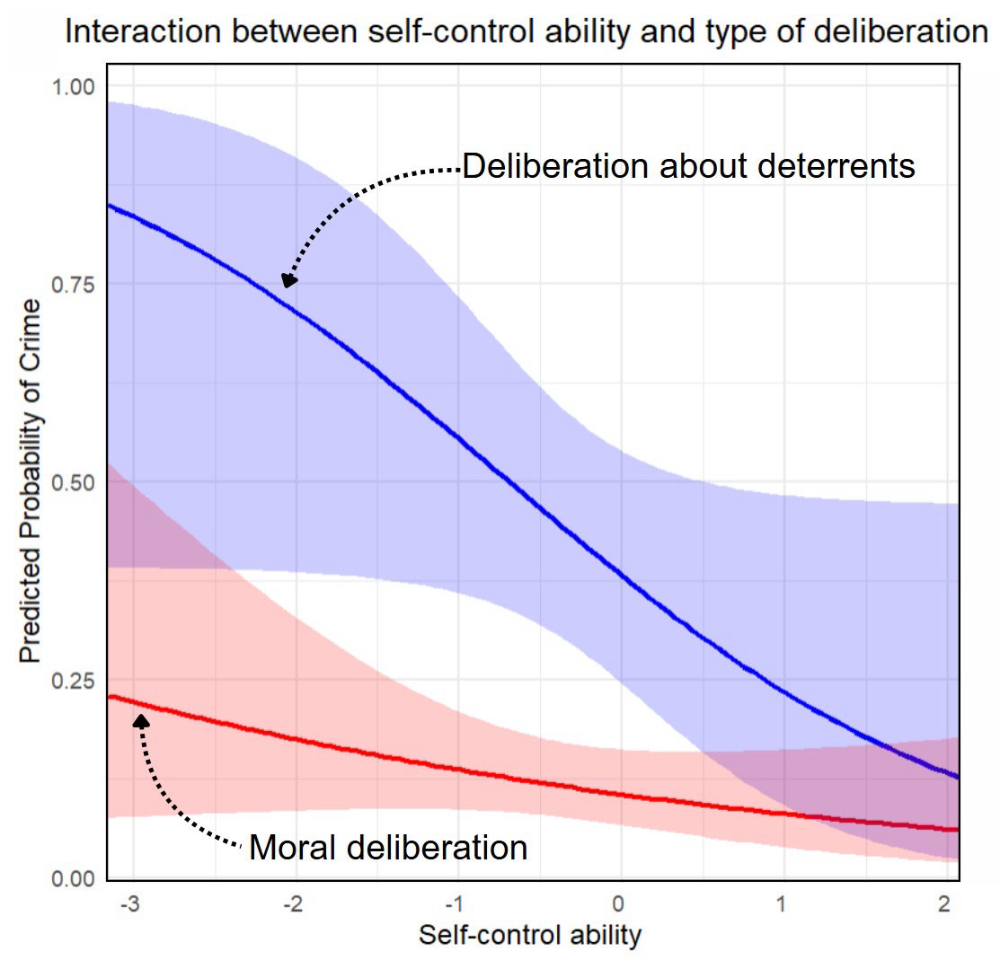 Interaction between self-control ability and type of deliberation
1.00
Deliberation about deterrents
0.75
0.50
Predicted Probability of Crime
0.25
Moral deliberation
0.00
-3 -2 -1 0 1 2
Self-control ability